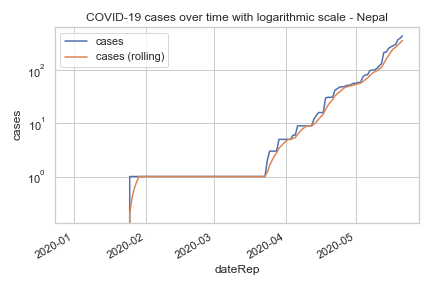 COVID-19 cases over time with logarithmic scale - Nepal
cases
cases (rolling)
10²
10¹
10⁰
cases
2020-01
2020-02
2020-03
2020-04
2020-05
dateRep